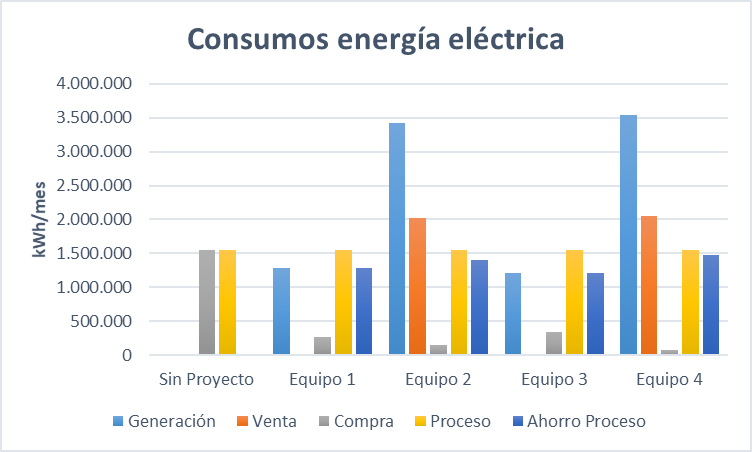 Consumos energía eléctrica
kWh/mes
4.000.000
3.500.000
3.000.000
2.500.000
2.000.000
1.500.000
1.000.000
500.000
0
Sin Proyecto Equipo 1 Equipo 2 Equipo 3 Equipo 4
Generación Venta Compra Proceso Ahorro Proceso